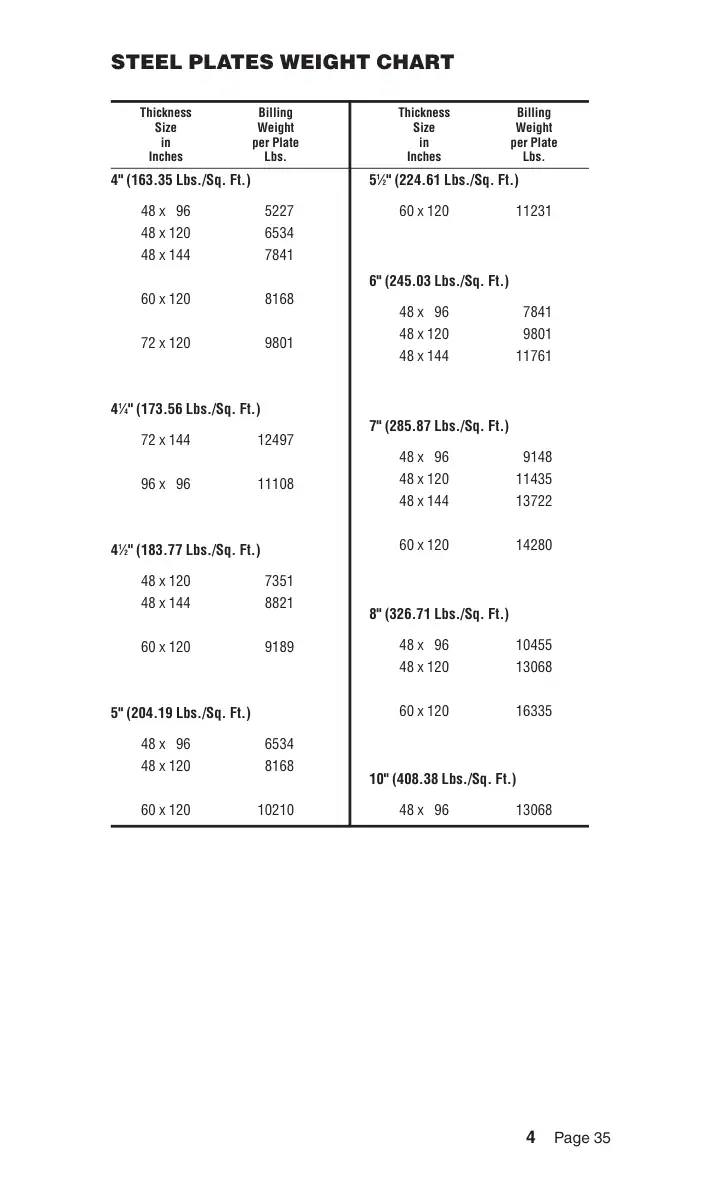 STEEL PLATES WEIGHT CHART
Thickness Billing
Size Weight
in per Plate
Inches Lbs.
4" (163.35 Lbs./Sq. Ft.)
48 x 96 5227
48 x 120 6534
48 x 144 7841
60 x 120 8168
72 x 120 9801
4¼" (173.56 Lbs./Sq. Ft.)
72 x 144 12497
96 x 96 11108
4½" (183.77 Lbs./Sq. Ft.)
48 x 120 7351
48 x 144 8821
60 x 120 9189
5" (204.19 Lbs./Sq. Ft.)
48 x 96 6534
48 x 120 8168
60 x 120 10210
Thickness Billing
Size Weight
in per Plate
Inches Lbs.
5½" (224.61 Lbs./Sq. Ft.)
60 x 120 11231
6" (245.03 Lbs./Sq. Ft.)
48 x 96 7841
48 x 120 9801
48 x 144 11761
7" (285.87 Lbs./Sq. Ft.)
48 x 96 9148
48 x 120 11435
48 x 144 13722
60 x 120 14280
8" (326.71 Lbs./Sq. Ft.)
48 x 96 10455
48 x 120 13068
60 x 120 16335
10" (408.38 Lbs./Sq. Ft.)
48 x 96 13068
4 Page 35